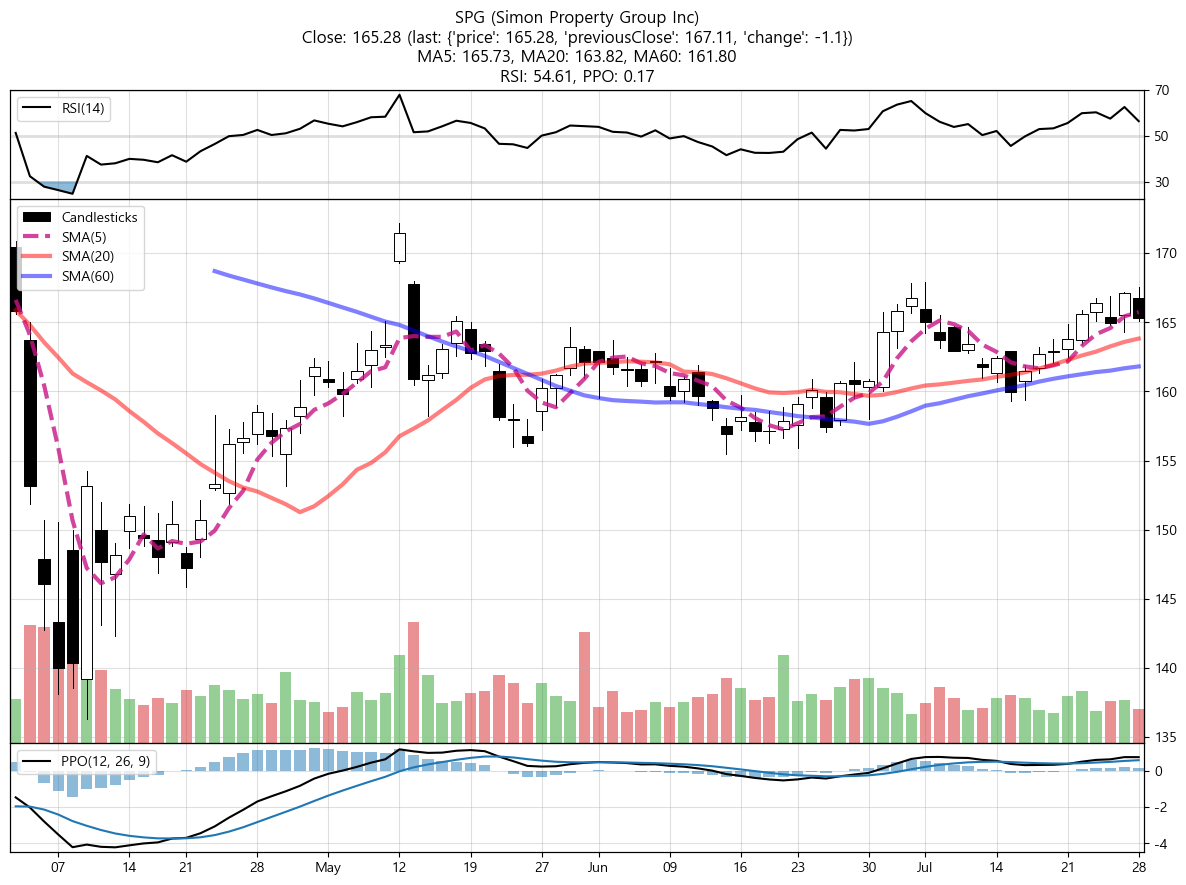 SPG (Simon Property Group Inc)
Close: 165.28 (last: {'price': 165.28, 'previousClose': 167.11, 'change': -1.1})
MA5: 165.73, MA20: 163.82, MA60: 161.80
RSI: 54.61, PPO: 0.17
RSI(14)
70
50
30
Candlesticks
SMA(5)
SMA(20)
SMA(60)
170
165
160
155
150
145
140
135
PPO(12, 26, 9)
0
-2
-4
07 14 21 28 May 12 19 27 Jun 09 16 23 30 Jul 14 21 28